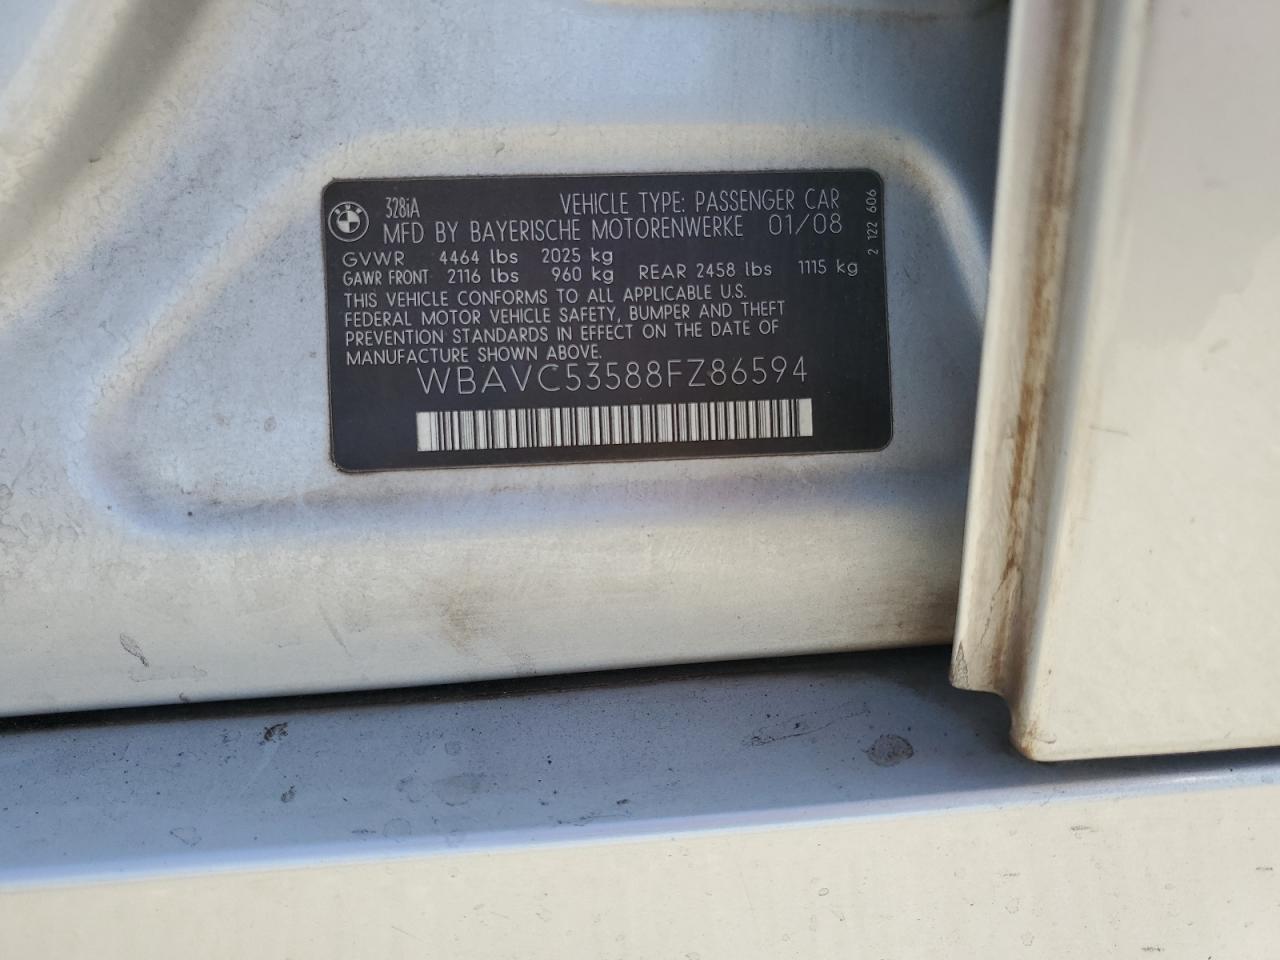 328iA VEHICLE TYPE: PASSENGER CAR
MFD BY BAYERISCHE MOTORENWERKE 01/08
GVWR 4464 lbs 2025 kg
GAWR FRONT 2116 lbs 960 kg REAR 2458 lbs 1115 kg
THIS VEHICLE CONFORMS TO ALL APPLICABLE U.S.
FEDERAL MOTOR VEHICLE SAFETY, BUMPER AND THEFT
PREVENTION STANDARDS IN EFFECT ON THE DATE OF
MANUFACTURE SHOWN ABOVE.
WBAVC53588FZ86594
2 122 606